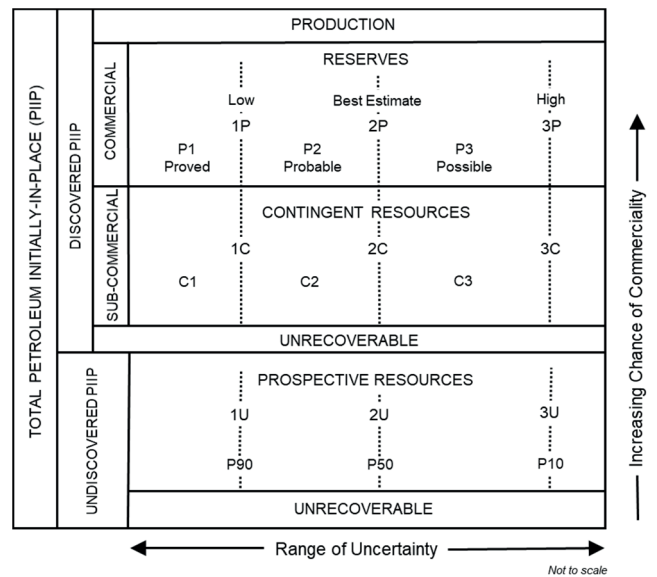 TOTAL PETROLEUM INITIALLY-IN-PLACE (PIIP)
DISCOVERED PIIP
UNDISCOVERED PIIP
COMMERCIAL
SUB-COMMERCIAL
PRODUCTION
RESERVES
Low Best Estimate High
1P 2P 3P
P1 P2 P3
Proved Probable Possible
CONTINGENT RESOURCES
1C 2C 3C
C1 C2 C3
UNRECOVERABLE
PROSPECTIVE RESOURCES
1U 2U 3U
P90 P50 P10
UNRECOVERABLE
Increasing Chance of Commerciality
Range of Uncertainty
Not to scale